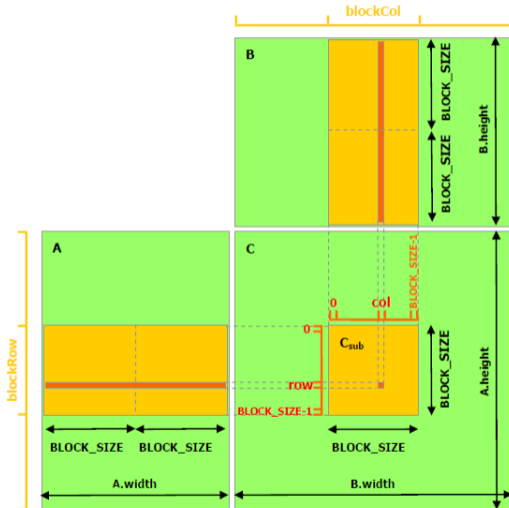 blockCol
B
BLOCK_SIZE
BLOCK_SIZE
B.height
A
C
BLOCK_SIZE-1
0
col
0
C_sub
blockRow
row
BLOCK_SIZE-1
BLOCK_SIZE
A.height
BLOCK_SIZE BLOCK_SIZE
BLOCK_SIZE
A.width
B.width